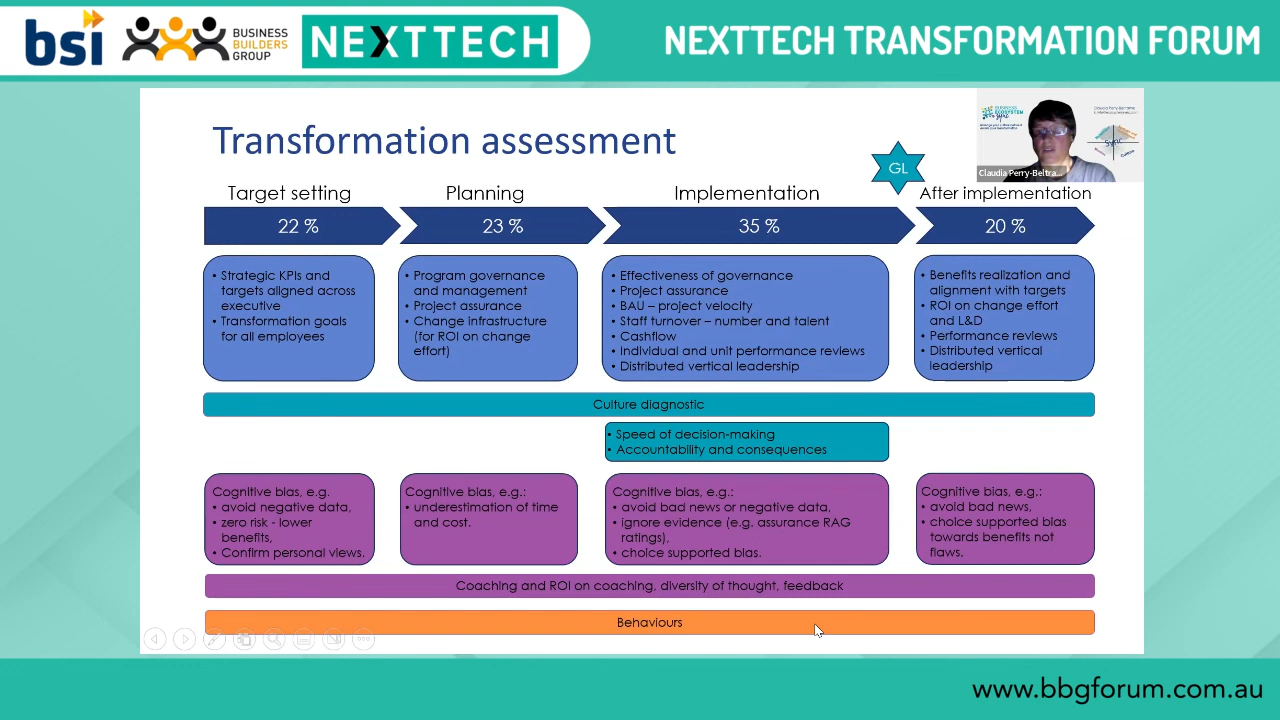 bsi
BUSINESS
BUILDERS
GROUP
NEXTTECH
NEXTTECH TRANSFORMATION FORUM
Transformation assessment
GL
Sync
Claudia Perry-Beltra...
Target setting
Planning
Implementation
After implementation
22 %
23 %
35 %
20 %
• Strategic KPIs and
targets aligned across
executive
• Transformation goals
for all employees
• Program governance
and management
• Project assurance
• Change infrastructure
(for ROI on change
effort)
• Effectiveness of governance
• Project assurance
• BAU – project velocity
• Staff turnover – number and talent
• Cashflow
• Individual and unit performance reviews
• Distributed vertical leadership
• Benefits realization and
alignment with targets
• ROI on change effort
and L&D
• Performance reviews
• Distributed vertical
leadership
Culture diagnostic
• Speed of decision-making
• Accountability and consequences
Cognitive bias, e.g.
• avoid negative data,
• zero risk - lower
benefits,
• Confirm personal views.
Cognitive bias, e.g.:
• underestimation of time
and cost.
Cognitive bias, e.g.:
• avoid bad news or negative data,
• ignore evidence (e.g. assurance RAG
ratings),
• choice supported bias.
Cognitive bias, e.g.:
• avoid bad news,
• choice supported bias
towards benefits not
flaws.
Coaching and ROI on coaching, diversity of thought, feedback
Behaviours
www.bbgforum.com.au